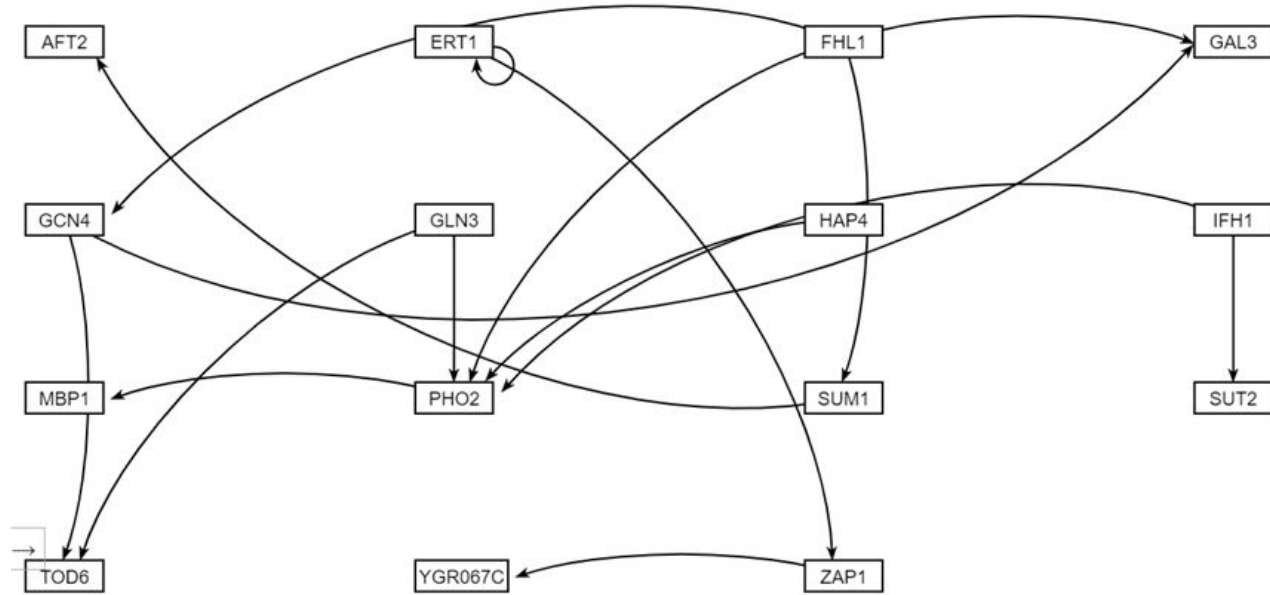 AFT2
ERT1
FHL1
GAL3
GCN4
GLN3
HAP4
IFH1
MBP1
PHO2
SUM1
SUT2
TOD6
YGR067C
ZAP1